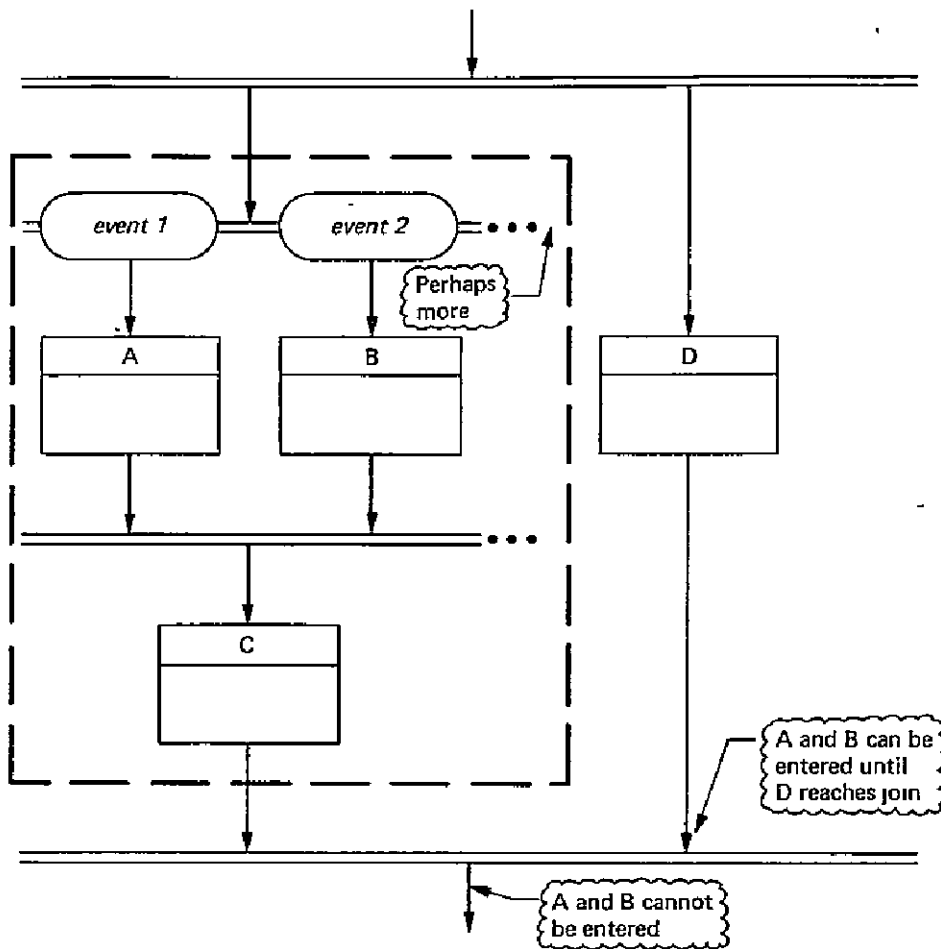 event 1
event 2
Perhaps
more
A
B
D
C
A and B can be
entered until
D reaches join
A and B cannot
be entered